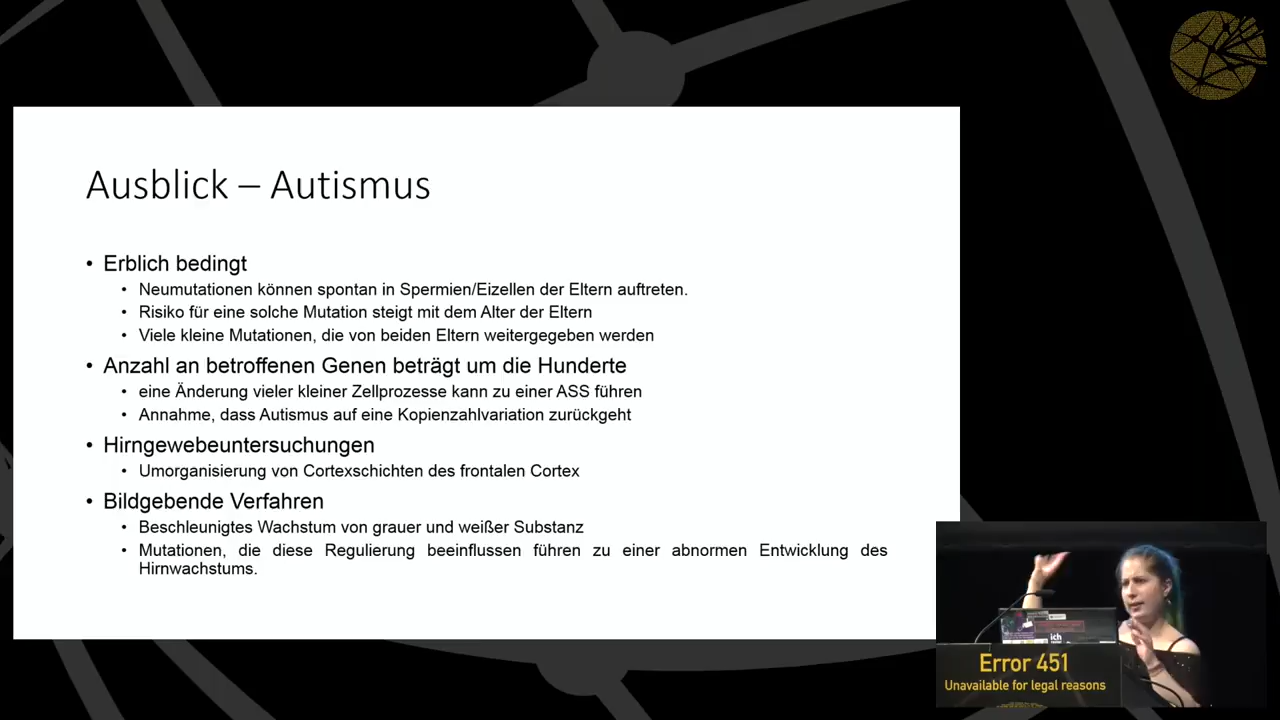 Ausblick – Autismus
• Erblich bedingt
• Neumutationen können spontan in Spermien/Eizellen der Eltern auftreten.
• Risiko für eine solche Mutation steigt mit dem Alter der Eltern
• Viele kleine Mutationen, die von beiden Eltern weitergegeben werden
• Anzahl an betroffenen Genen beträgt um die Hunderte
• eine Änderung vieler kleiner Zellprozesse kann zu einer ASS führen
• Annahme, dass Autismus auf eine Kopienzahlvariation zurückgeht
• Hirngewebeuntersuchungen
• Umorganisierung von Cortexschichten des frontalen Cortex
• Bildgebende Verfahren
• Beschleunigtes Wachstum von grauer und weißer Substanz
• Mutationen, die diese Regulierung beeinflussen führen zu einer abnormen Entwicklung des
Hirnwachstums.
ich
Error 451
Unavailable for legal reasons